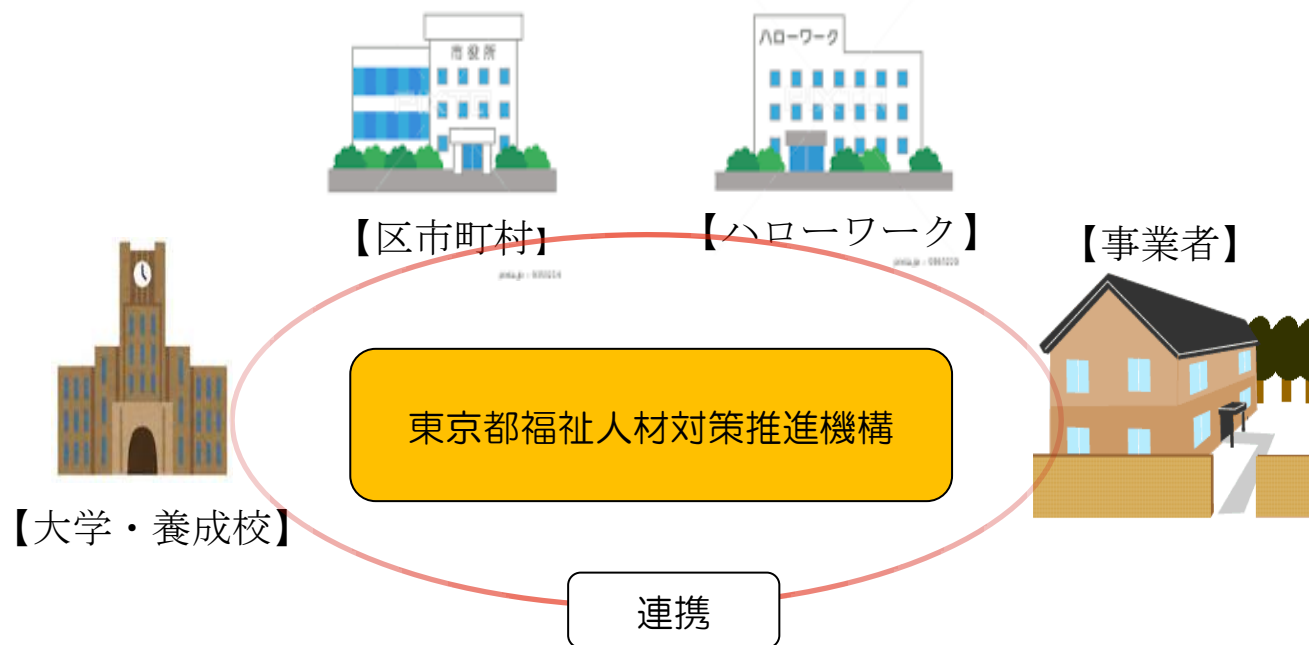 市役所
ハローワーク
【区市町村】
【ハローワーク】
【事業者】
東京都福祉人材対策推進機構
【大学・養成校】
連携